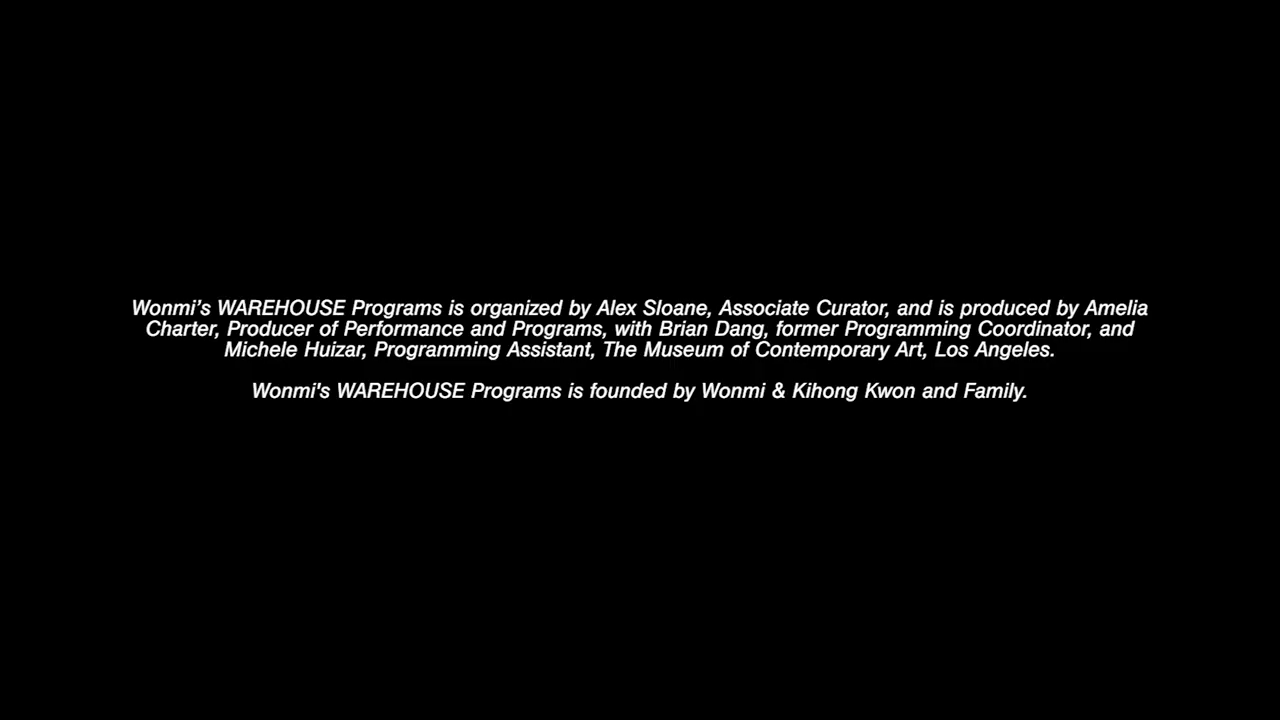 Wonmi’s WAREHOUSE Programs is organized by Alex Sloane, Associate Curator, and is produced by Amelia
Charter, Producer of Performance and Programs, with Brian Dang, former Programming Coordinator, and
Michele Huizar, Programming Assistant, The Museum of Contemporary Art, Los Angeles.
Wonmi's WAREHOUSE Programs is founded by Wonmi & Kihong Kwon and Family.